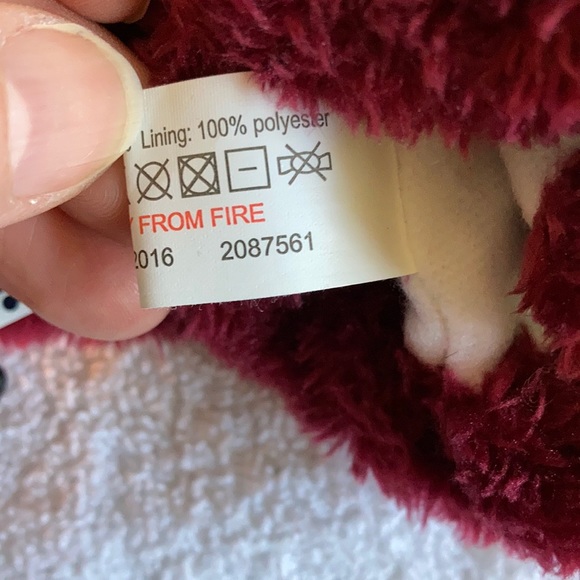 Lining: 100% polyester
FROM FIRE
2016 2087561